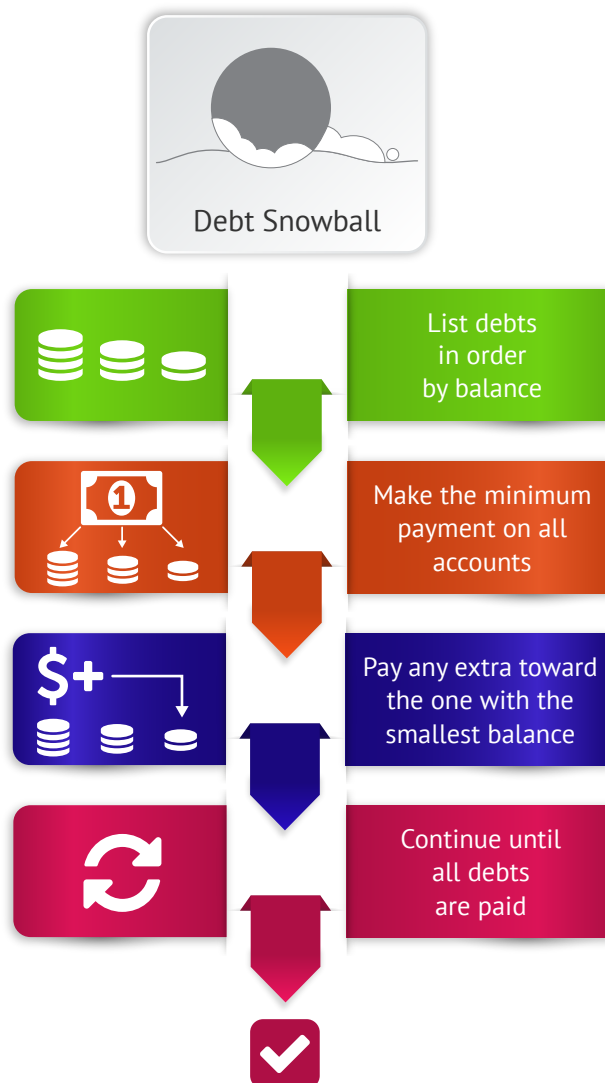 Debt Snowball
List debts
in order
by balance
1
Make the minimum
payment on all
accounts
$+
Pay any extra toward
the one with the
smallest balance
Continue until
all debts
are paid